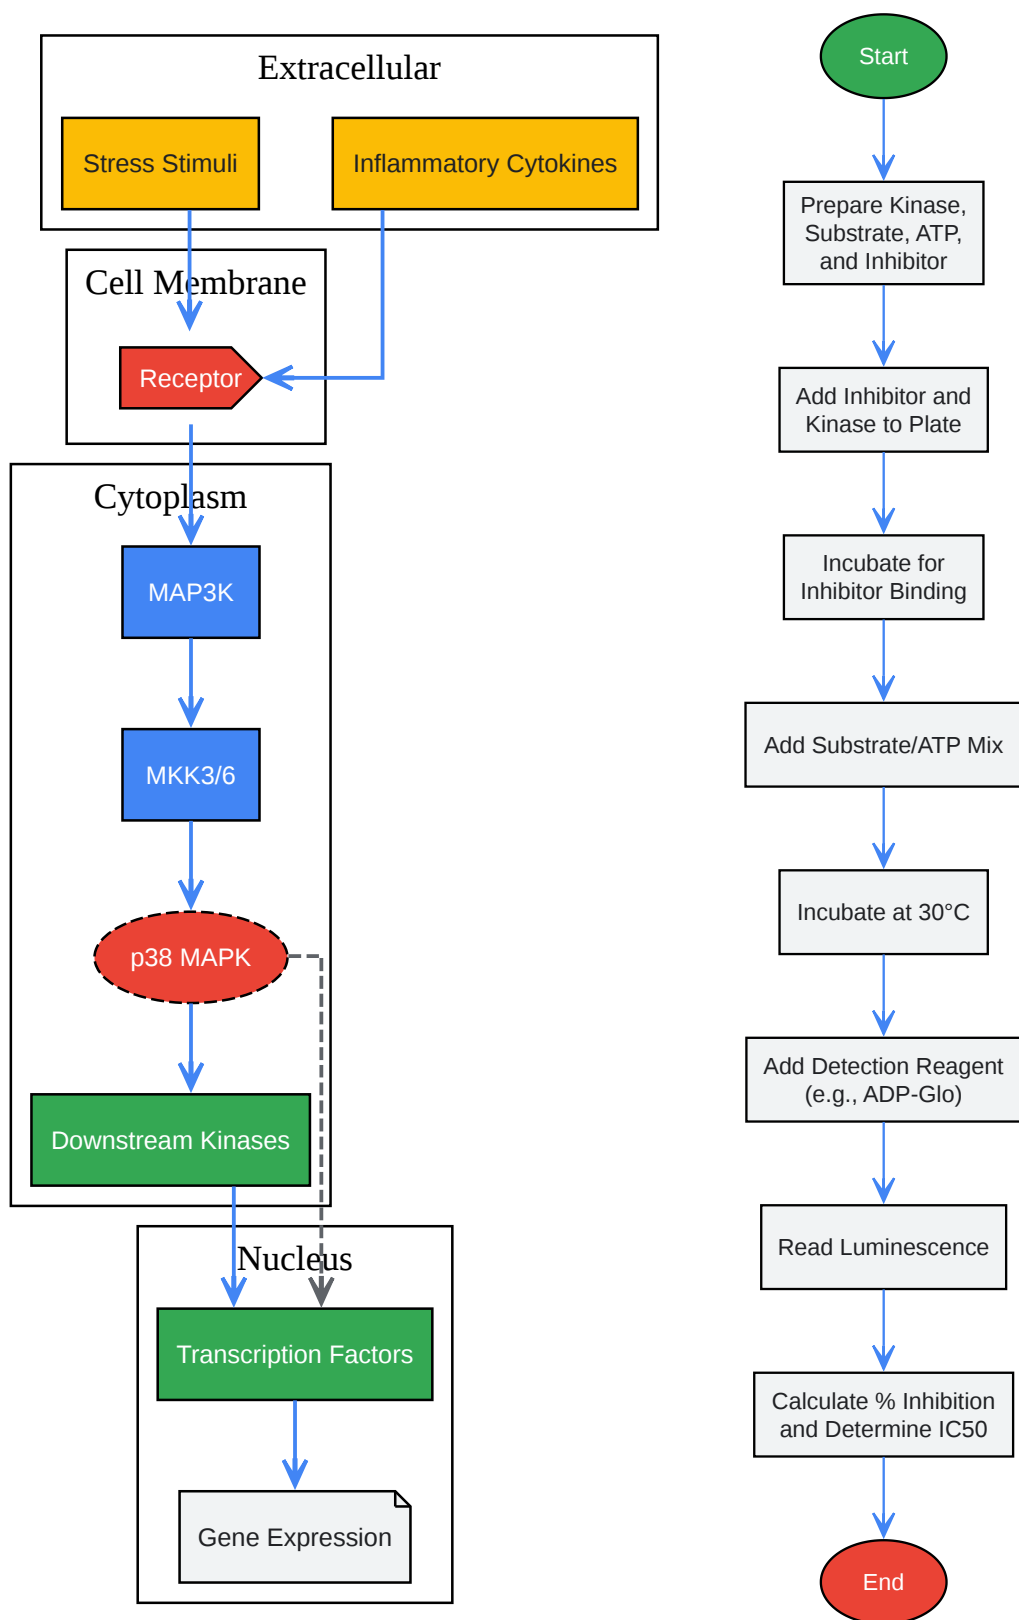 Extracellular
Stress Stimuli
Inflammatory Cytokines
Cell Membrane
Receptor
Cytoplasm
MAP3K
MKK3/6
p38 MAPK
Downstream Kinases
Nucleus
Transcription Factors
Gene Expression
Start
Prepare Kinase,
Substrate, ATP,
and Inhibitor
Add Inhibitor and
Kinase to Plate
Incubate for
Inhibitor Binding
Add Substrate/ATP Mix
Incubate at 30°C
Add Detection Reagent
(e.g., ADP-Glo)
Read Luminescence
Calculate % Inhibition
and Determine IC50
End